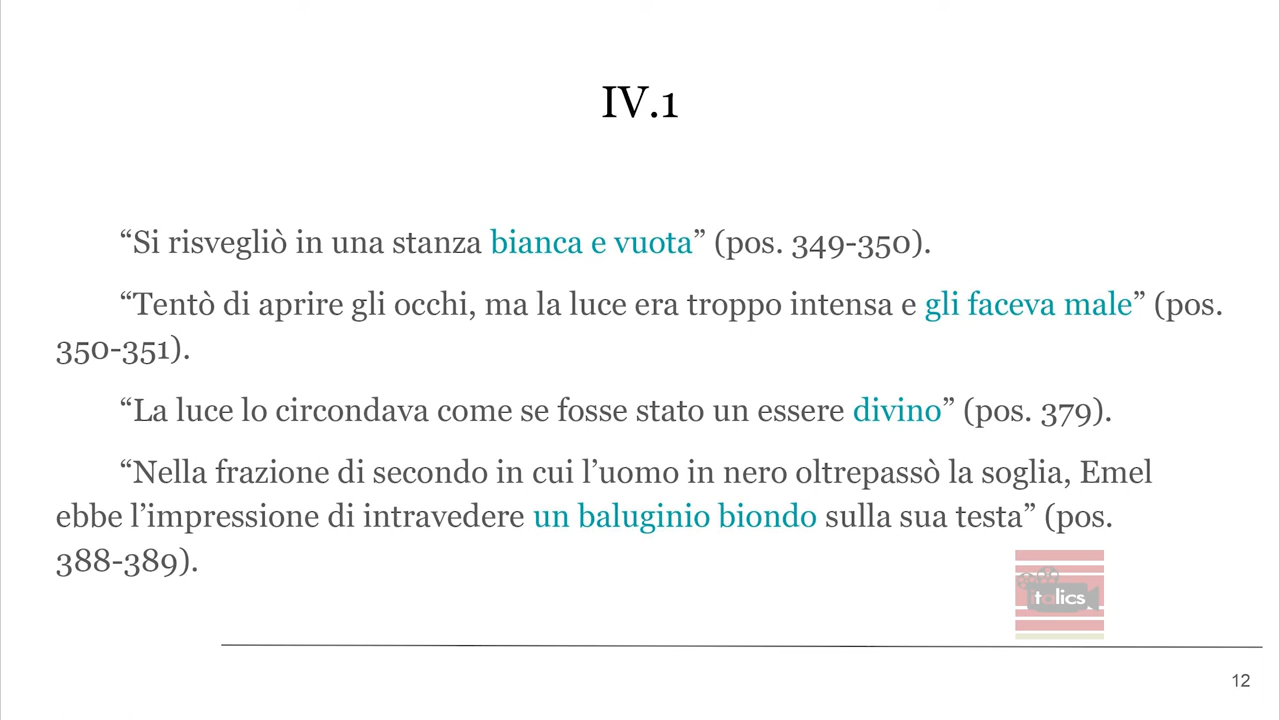 IV.1
“Si risvegliò in una stanza bianca e vuota” (pos. 349-350).
“Tentò di aprire gli occhi, ma la luce era troppo intensa e gli faceva male” (pos.
350-351).
“La luce lo circondava come se fosse stato un essere divino” (pos. 379).
“Nella frazione di secondo in cui l’uomo in nero oltrepassò la soglia, Emel
ebbe l’impressione di intravedere un baluginio biondo sulla sua testa” (pos.
388-389).
italics
12